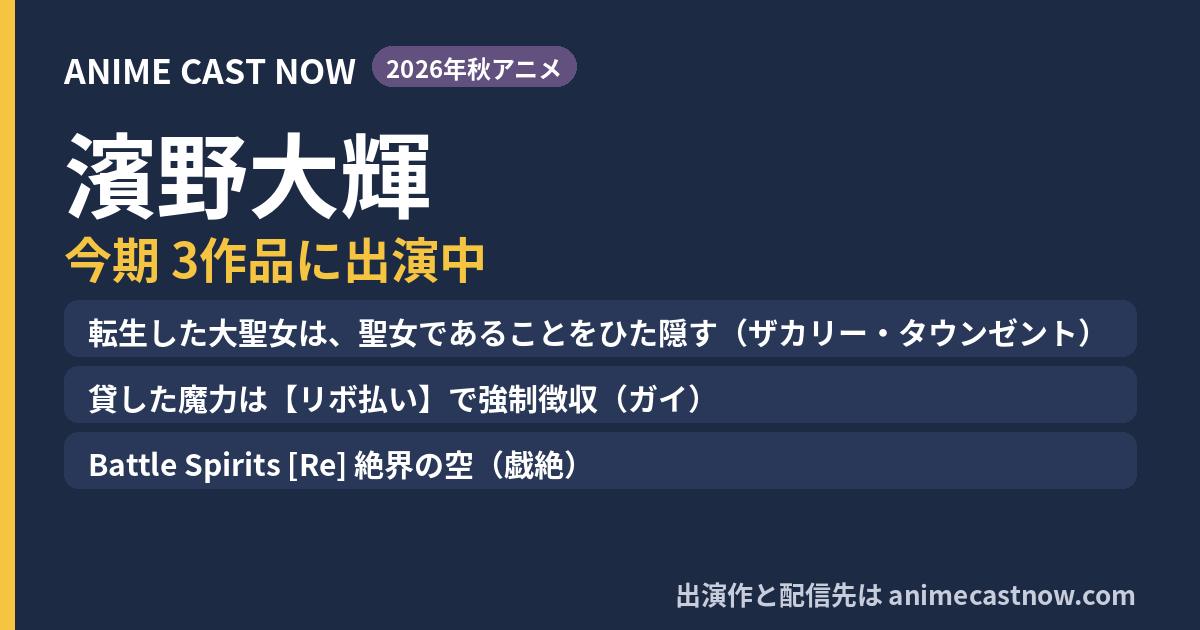 ANIME CAST NOW 2026年秋アニメ
濱野大輝
今期 3作品に出演中
転生した大聖女は、聖女であることをひた隠す（ザカリー・タウンゼント）
貸した魔力は【リボ払い】で強制徴収（ガイ）
Battle Spirits [Re] 絶界の空（戯絶）
出演作と配信先は animecastnow.com